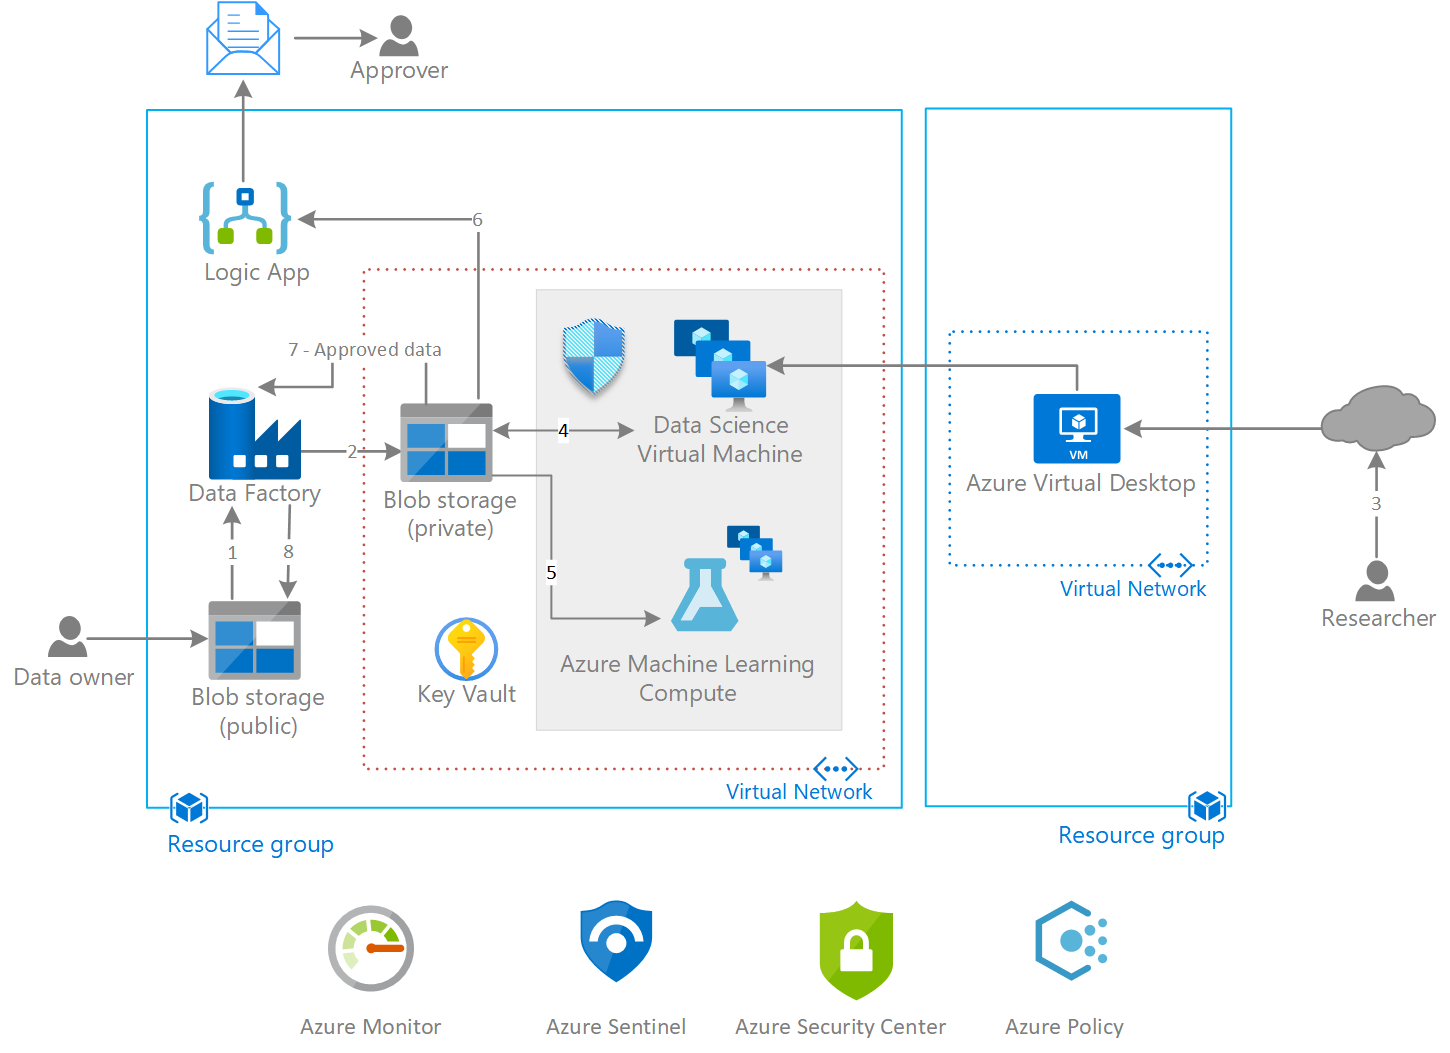 Approver
6
Logic App
7 - Approved data
Data Science
Virtual Machine
4
2
VM
Azure Virtual Desktop
Data Factory
Blob storage
(private)
3
1
8
5
Virtual Network
Researcher
Data owner
Azure Machine Learning
Compute
Key Vault
Blob storage
(public)
Virtual Network
Resource group
Resource group
Azure Monitor
Azure Sentinel
Azure Security Center
Azure Policy